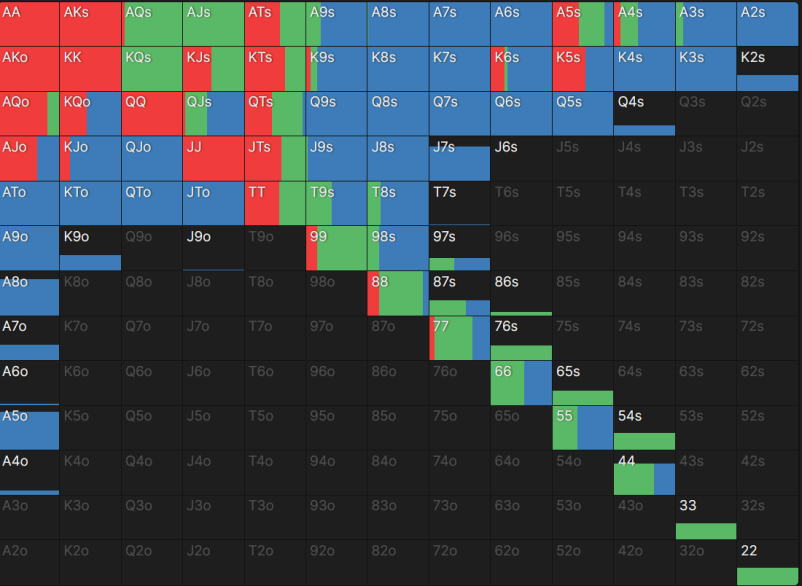 AA AKs AQs AJs ATs A9s A8s A7s A6s A5s A4s A3s A2s
AKo KK KQs KJs KTs K9s K8s K7s K6s K5s K4s K3s K2s
AQo KQo QQ QJs QTs Q9s Q8s Q7s Q6s Q5s Q4s Q3s Q2s
AJo KJo QJo JJ JTs J9s J8s J7s J6s J5s J4s J3s J2s
ATo KTo QTo JTo TT T9s T8s T7s T6s T5s T4s T3s T2s
A9o K9o Q9o J9o T9o 99 98s 97s 96s 95s 94s 93s 92s
A8o K8o Q8o J8o T8o 98o 88 87s 86s 85s 84s 83s 82s
A7o K7o Q7o J7o T7o 97o 87o 77 76s 75s 74s 73s 72s
A6o K6o Q6o J6o T6o 96o 86o 76o 66 65s 64s 63s 62s
A5o K5o Q5o J5o T5o 95o 85o 75o 65o 55 54s 53s 52s
A4o K4o Q4o J4o T4o 94o 84o 74o 64o 54o 44 43s 42s
A3o K3o Q3o J3o T3o 93o 83o 73o 63o 53o 43o 33 32s
A2o K2o Q2o J2o T2o 92o 82o 72o 62o 52o 42o 32o 22